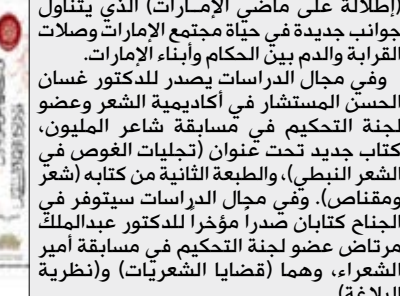 (إطلالة على ماضي الإمـارات) الذي يتناول
جوانب جديدة في حياة مجتمع الإمارات وصلات
القرابة والدم بين الحكام وأبناء الإمارات.
وفي مجال الدراسات يصدر للدكتور غسان
الحسن المستشار في أكاديمية الشعر وعضو
لجنة التحكيم في مسابقة شاعر المليون،
كتاب جديد تحت عنوان (تجليات الغوص في
الشعر النبطي)، والطبعة الثانية من كتابه (شعر
ومقناص). وفي مجال الدراسات سيتوفر في
الجناح كتابان صدراً مؤخراً للدكتور عبدالملك
مرتاض عضو لجنة التحكيم في مسابقة أمير
الشعراء، وهما (قضايا الشعريات) و(نظرية
البلاغة)